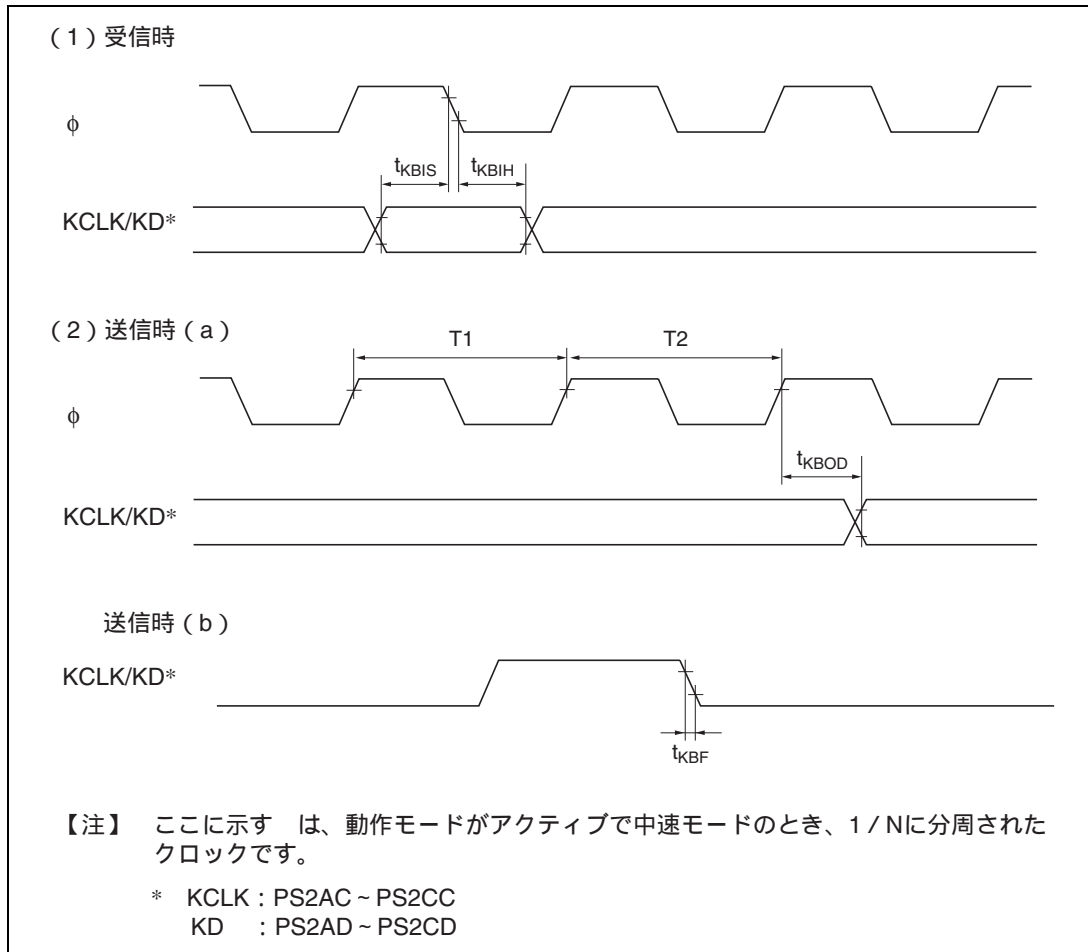 (1)受信時
φ
tKBIS tKBIH
KCLK/KD*
(2)送信時(a)
T1 T2
φ
tKBOD
KCLK/KD*
送信時(b)
KCLK/KD*
tKBF
【注】 ここに示す は、動作モードがアクティブで中速モードのとき、1/Nに分周された
クロックです。
* KCLK:PS2AC~PS2CC
KD :PS2AD~PS2CD